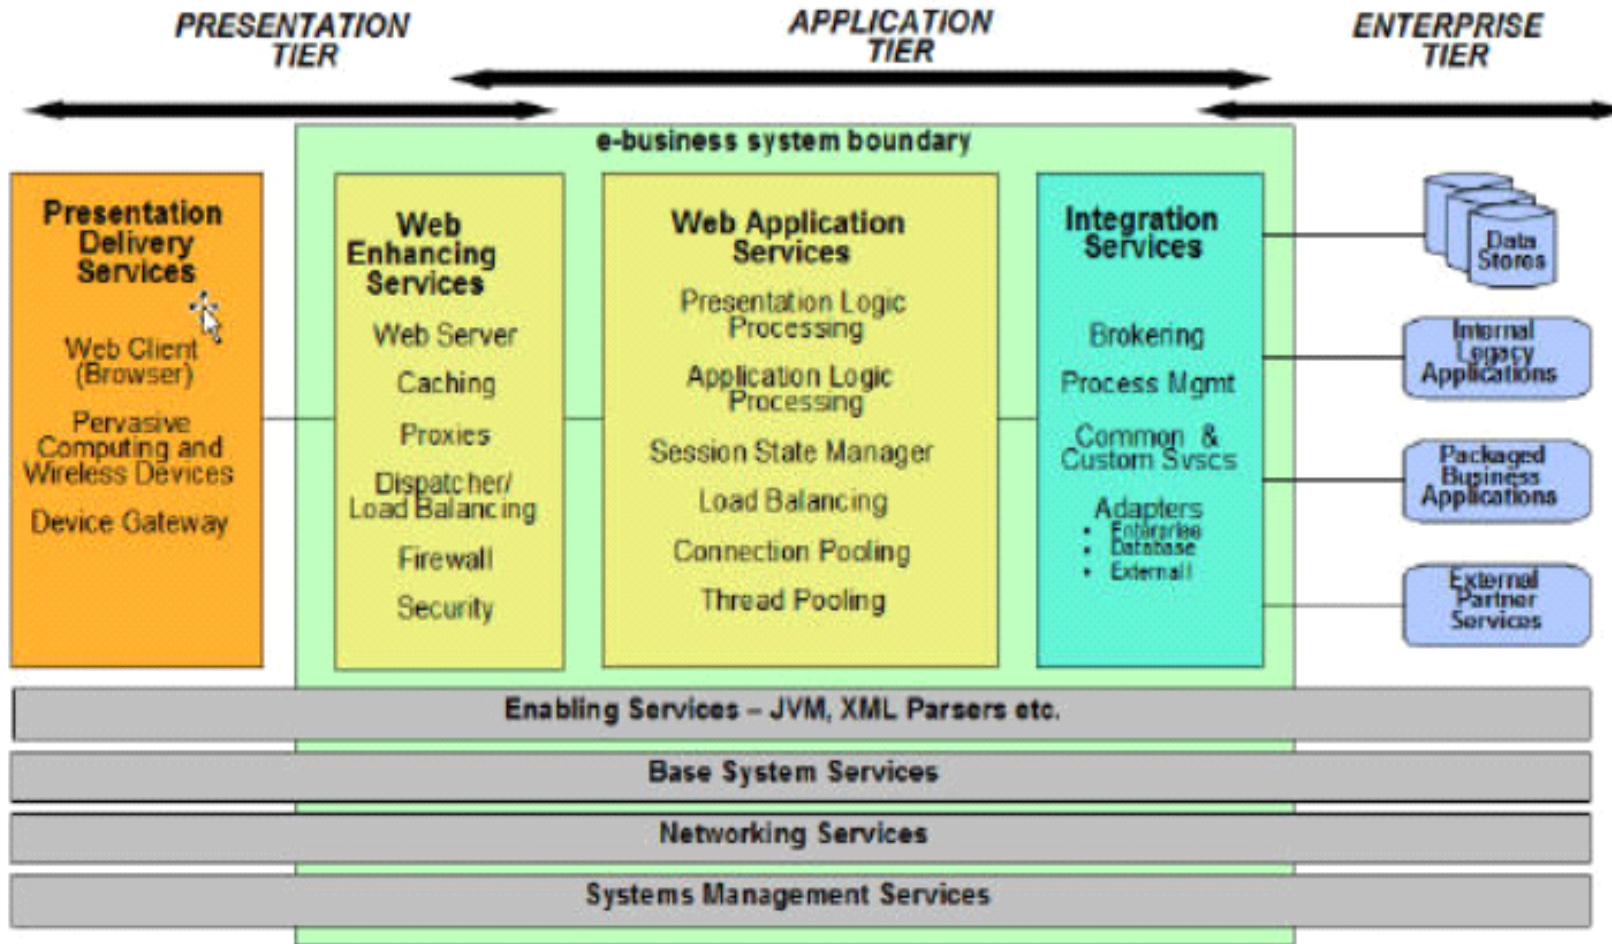 PRESENTATION
TIER
APPLICATION
TIER
ENTERPRISE
TIER
e-business system boundary
Presentation
Delivery
Services
Web Client
(Browser)
Pervasive
Computing and
Wireless Devices
Device Gateway
Web
Enhancing
Services
Web Server
Caching
Proxies
Dispatcher/
Load Balancing
Firewall
Security
Web Application
Services
Presentation Logic
Processing
Application Logic
Processing
Session State Manager
Load Balancing
Connection Pooling
Thread Pooling
Integration
Services
Brokering
Process Mgmt
Common &
Custom Svscs
Adapters
• Enterprise
• Database
• Externall
Data
Stores
Internal
Legacy
Applications
Packaged
Business
Applications
External
Partner
Services
Enabling Services – JVM, XML Parsers etc.
Base System Services
Networking Services
Systems Management Services